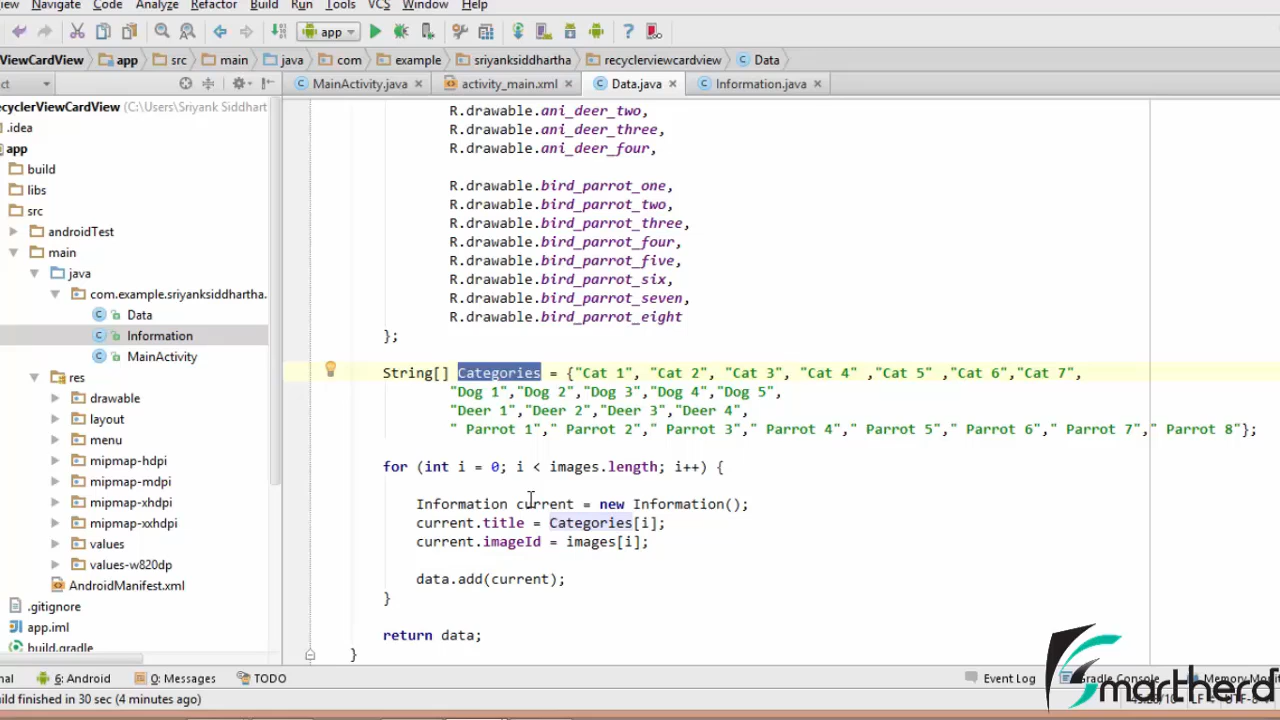 iew Navigate Code Analyze Refactor Build Run Tools VCS Window Help
app
ViewCardView app src main java com example sriyanksiddhartha recyclerviewcardview Data
ct MainActivity.java activity_main.xml Data.java Information.java
ecyclerViewCardView (C:\Users\Sriyank Siddhart
.idea
app
build
libs
src
androidTest
main
java
com.example.sriyanksiddhartha.
Data
Information
MainActivity
res
drawable
layout
menu
mipmap-hdpi
mipmap-mdpi
mipmap-xhdpi
mipmap-xxhdpi
values
values-w820dp
AndroidManifest.xml
.gitignore
app.iml
build.gradle
R.drawable.ani_deer_two,
R.drawable.ani_deer_three,
R.drawable.ani_deer_four,
R.drawable.bird_parrot_one,
R.drawable.bird_parrot_two,
R.drawable.bird_parrot_three,
R.drawable.bird_parrot_four,
R.drawable.bird_parrot_five,
R.drawable.bird_parrot_six,
R.drawable.bird_parrot_seven,
R.drawable.bird_parrot_eight
};
String[] Categories = {"Cat 1", "Cat 2", "Cat 3", "Cat 4" ,"Cat 5" ,"Cat 6","Cat 7",
"Dog 1","Dog 2","Dog 3","Dog 4","Dog 5",
"Deer 1","Deer 2","Deer 3","Deer 4",
" Parrot 1"," Parrot 2"," Parrot 3"," Parrot 4"," Parrot 5"," Parrot 6"," Parrot 7"," Parrot 8"};
for (int i = 0; i < images.length; i++) {
Information current = new Information();
current.title = Categories[i];
current.imageId = images[i];
data.add(current);
}
return data;
}
nal 6: Android 0: Messages TODO Event Log Gradle Console Memory Moni
ild finished in 30 sec (4 minutes ago)
smartherd